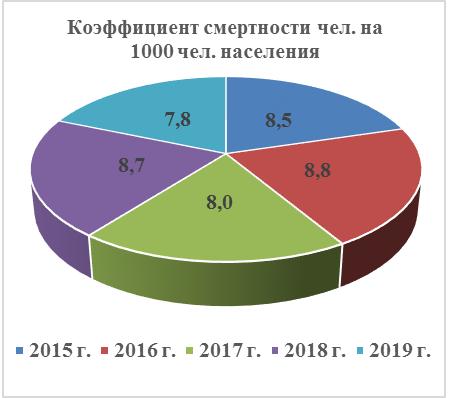 Коэффициент смертности чел. на
1000 чел. населения
7,8
8,5
8,7
8,8
8,0
2015 г. 2016 г. 2017 г. 2018 г. 2019 г.